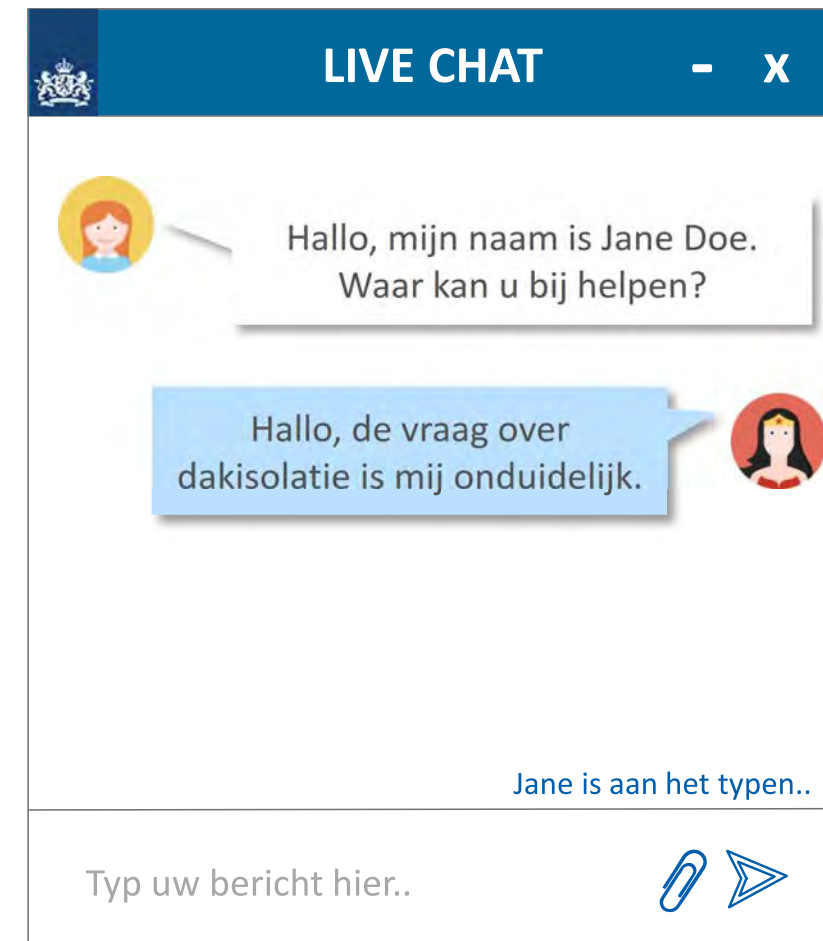 LIVE CHAT - x
Hallo, mijn naam is Jane Doe.
Waar kan u bij helpen?
Hallo, de vraag over
dakisolatie is mij onduidelijk.
Jane is aan het typen..
Typ uw bericht hier..